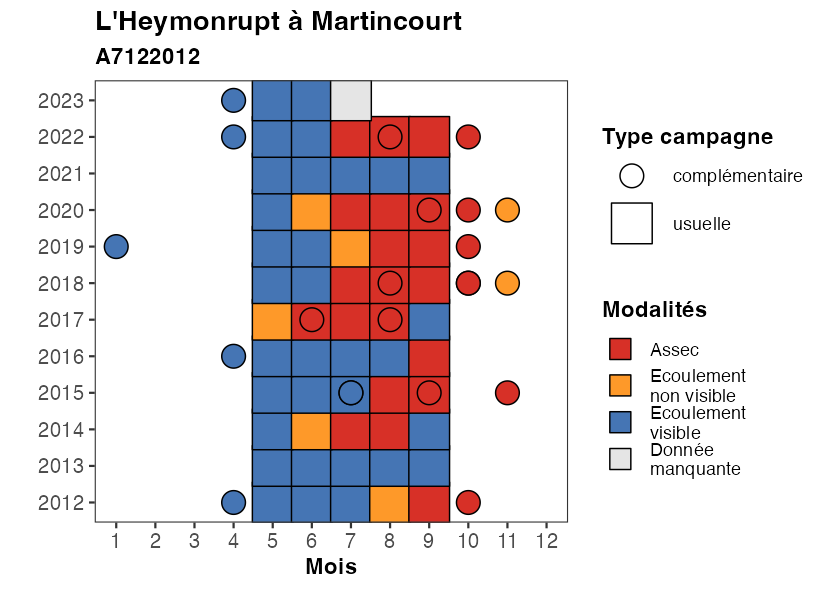 L'Heymonrupt à Martincourt
A7122012
2023
2022
2021
2020
2019
2018
2017
2016
2015
2014
2013
2012
1 2 3 4 5 6 7 8 9 10 11 12
Mois
Type campagne
complémentaire
usuelle
Modalités
Assec
Ecoulement
non visible
Ecoulement
visible
Donnée
manquante